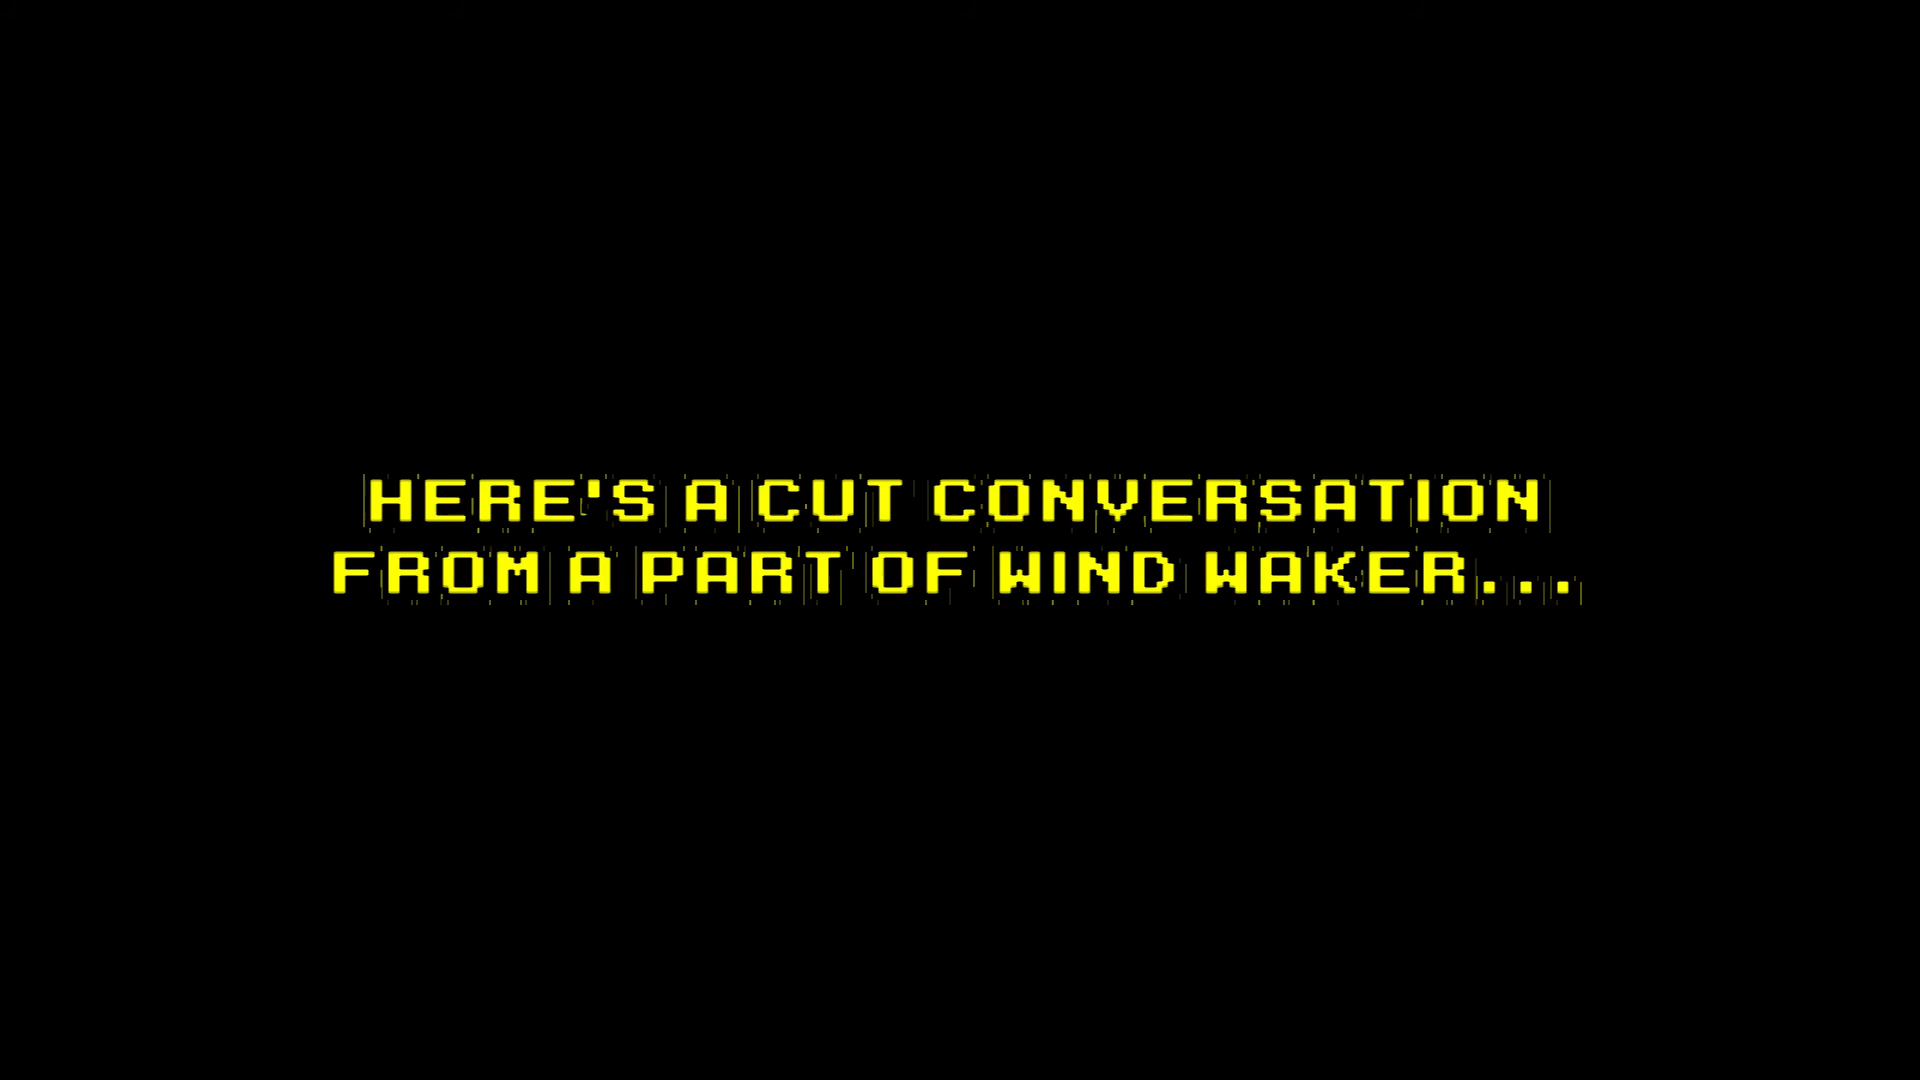 HERE'S A CUT CONVERSATION
FROM A PART OF WIND WAKER...